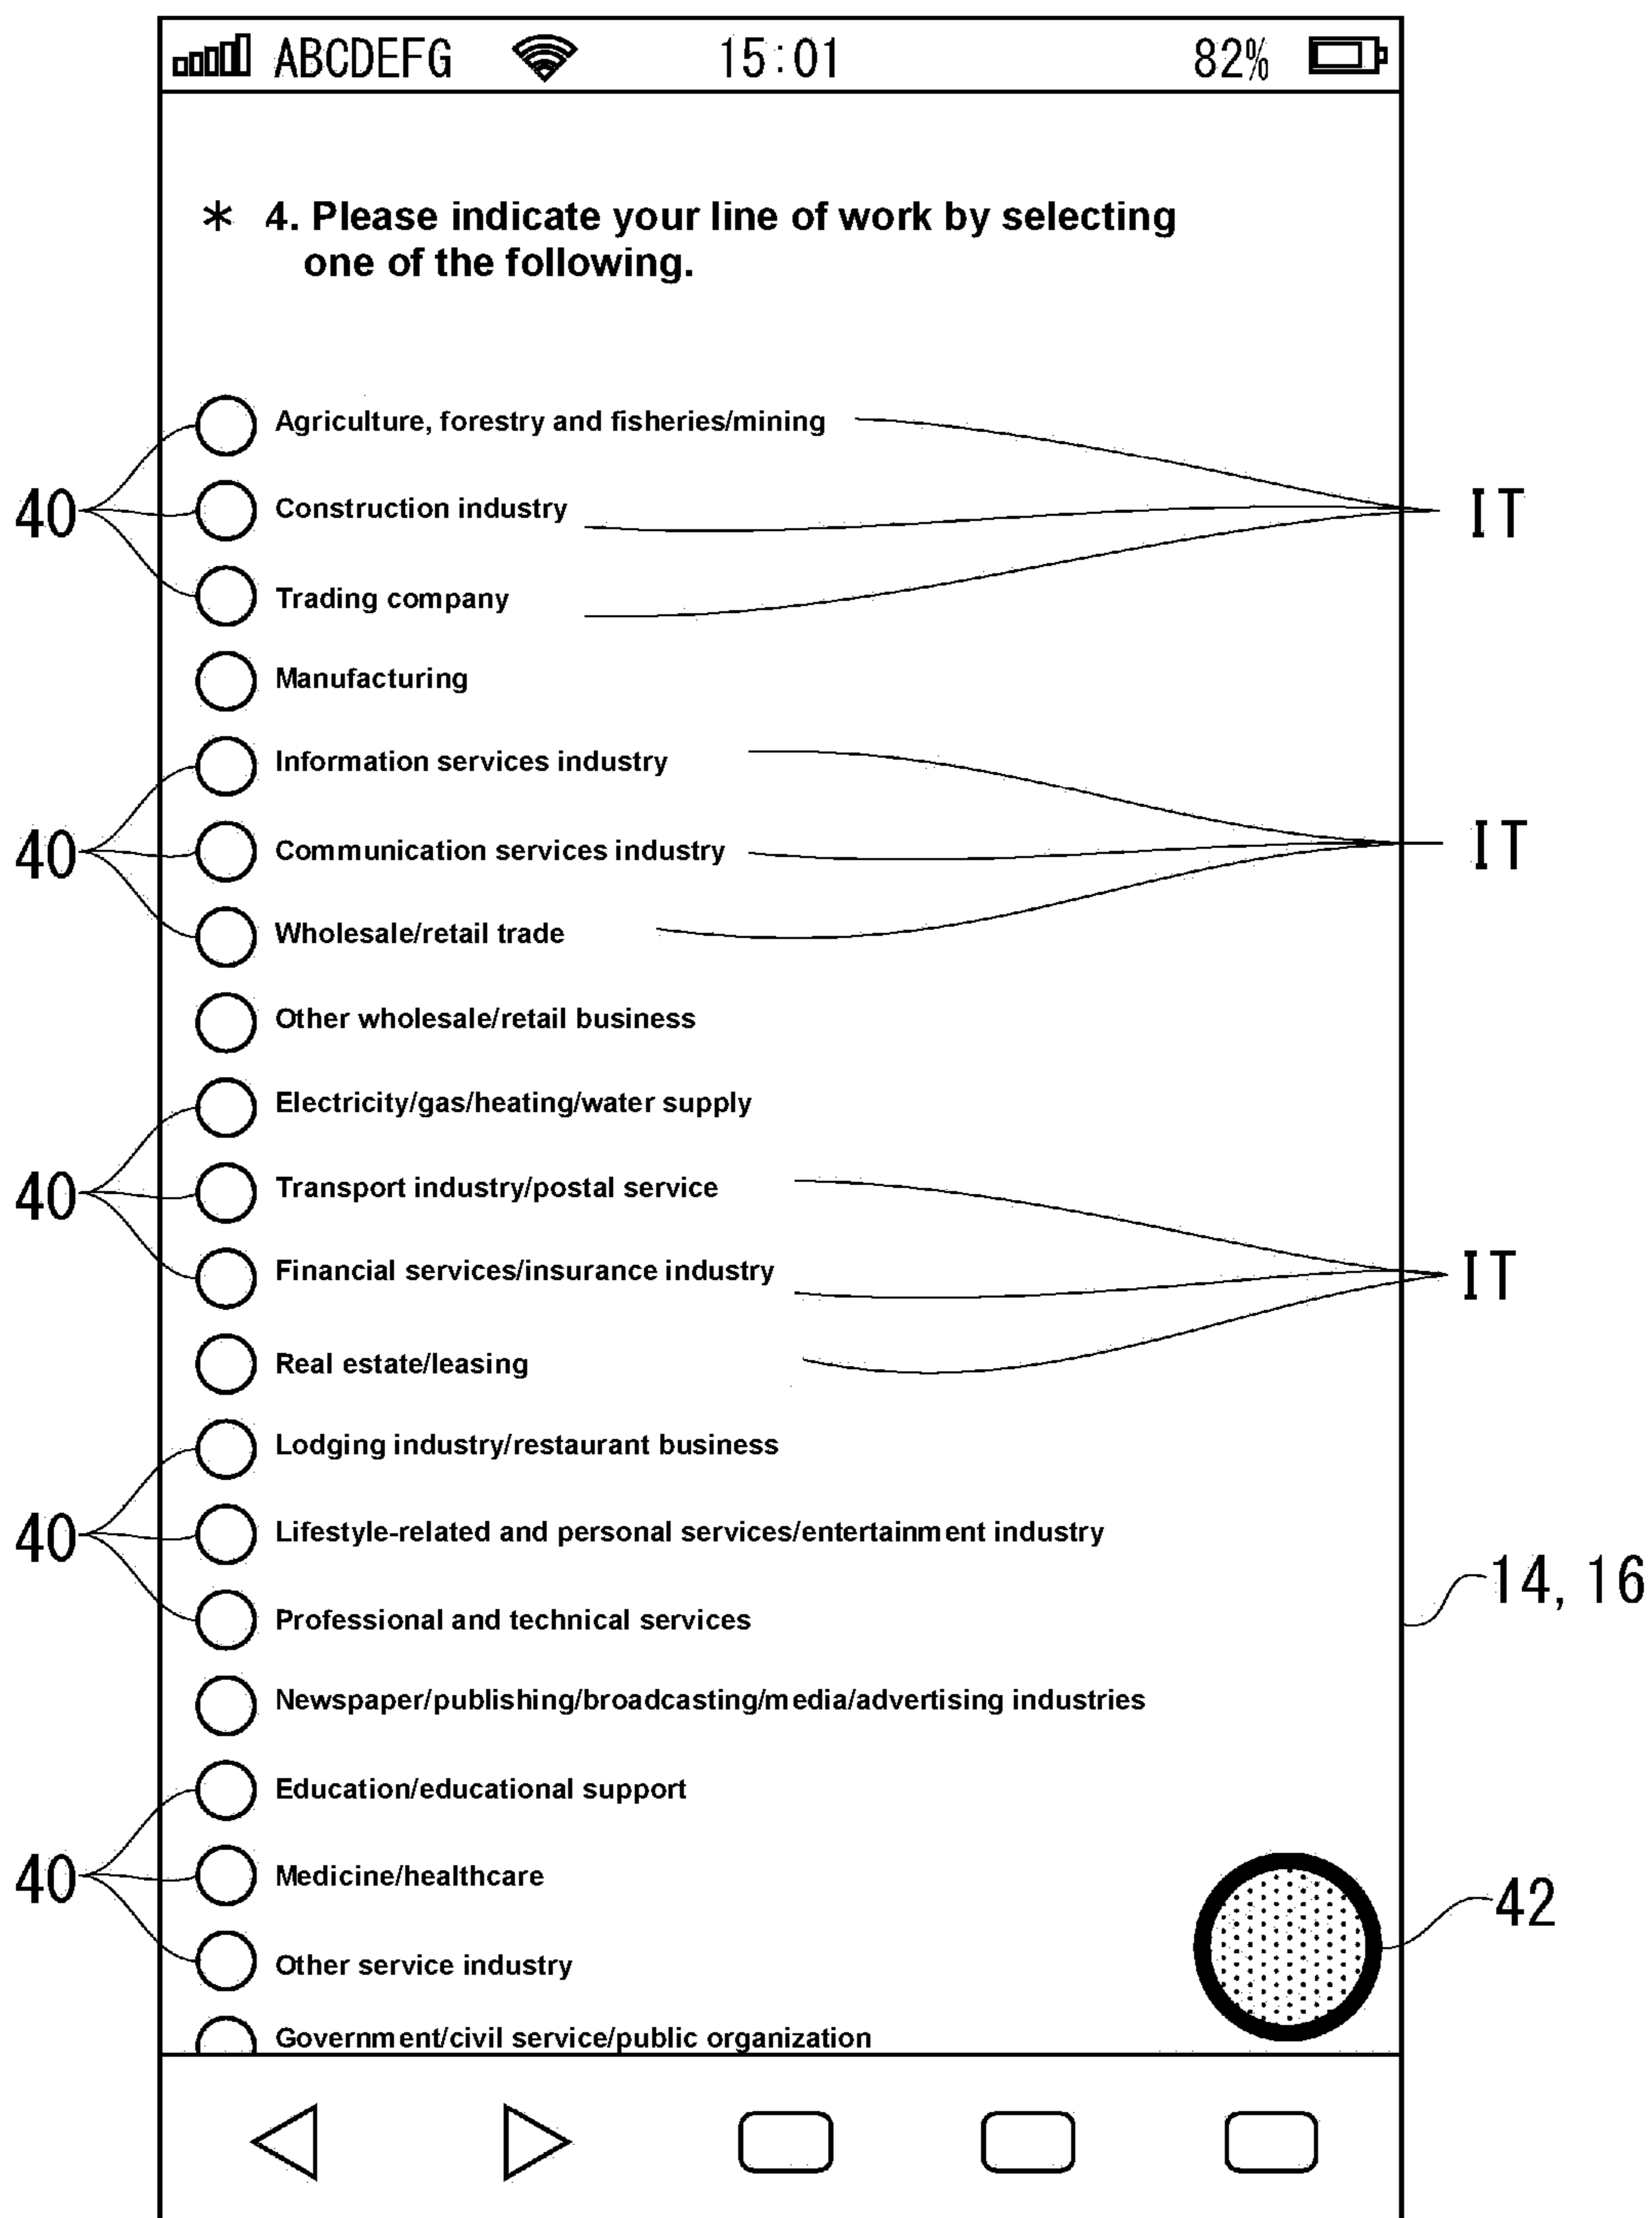 ABCDEFG 15:01 82%
* 4. Please indicate your line of work by selecting
one of the following.
Agriculture, forestry and fisheries/mining
40 Construction industry IT
Trading company
Manufacturing
Information services industry
40 Communication services industry IT
Wholesale/retail trade
Other wholesale/retail business
Electricity/gas/heating/water supply
40 Transport industry/postal service
Financial services/insurance industry IT
Real estate/leasing
Lodging industry/restaurant business
40 Lifestyle-related and personal services/entertainment industry
14, 16
Professional and technical services
Newspaper/publishing/broadcasting/media/advertising industries
Education/educational support
40 Medicine/healthcare
42
Other service industry
Government/civil service/public organization